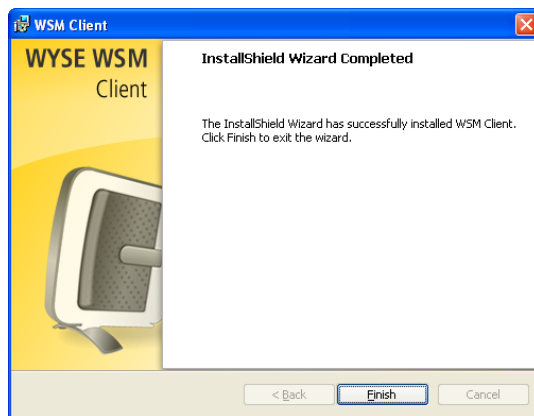 WSM Client
WYSE WSM
Client
InstallShield Wizard Completed
The InstallShield Wizard has successfully installed WSM Client.
Click Finish to exit the wizard.
< Back
Finish
Cancel